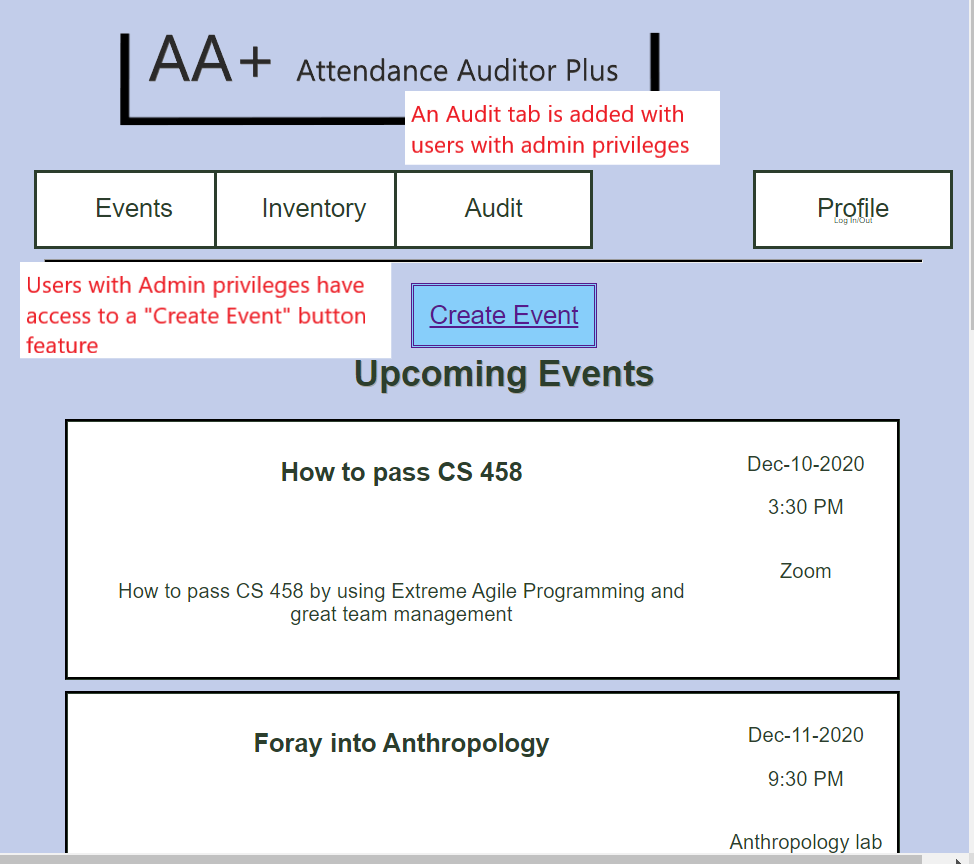 AA+ Attendance Auditor Plus
An Audit tab is added with
users with admin privileges
Events Inventory Audit Profile
Log In/Out
Users with Admin privileges have
access to a "Create Event" button
feature
Create Event
Upcoming Events
How to pass CS 458
Dec-10-2020
3:30 PM
Zoom
How to pass CS 458 by using Extreme Agile Programming and
great team management
Foray into Anthropology
Dec-11-2020
9:30 PM
Anthropology lab